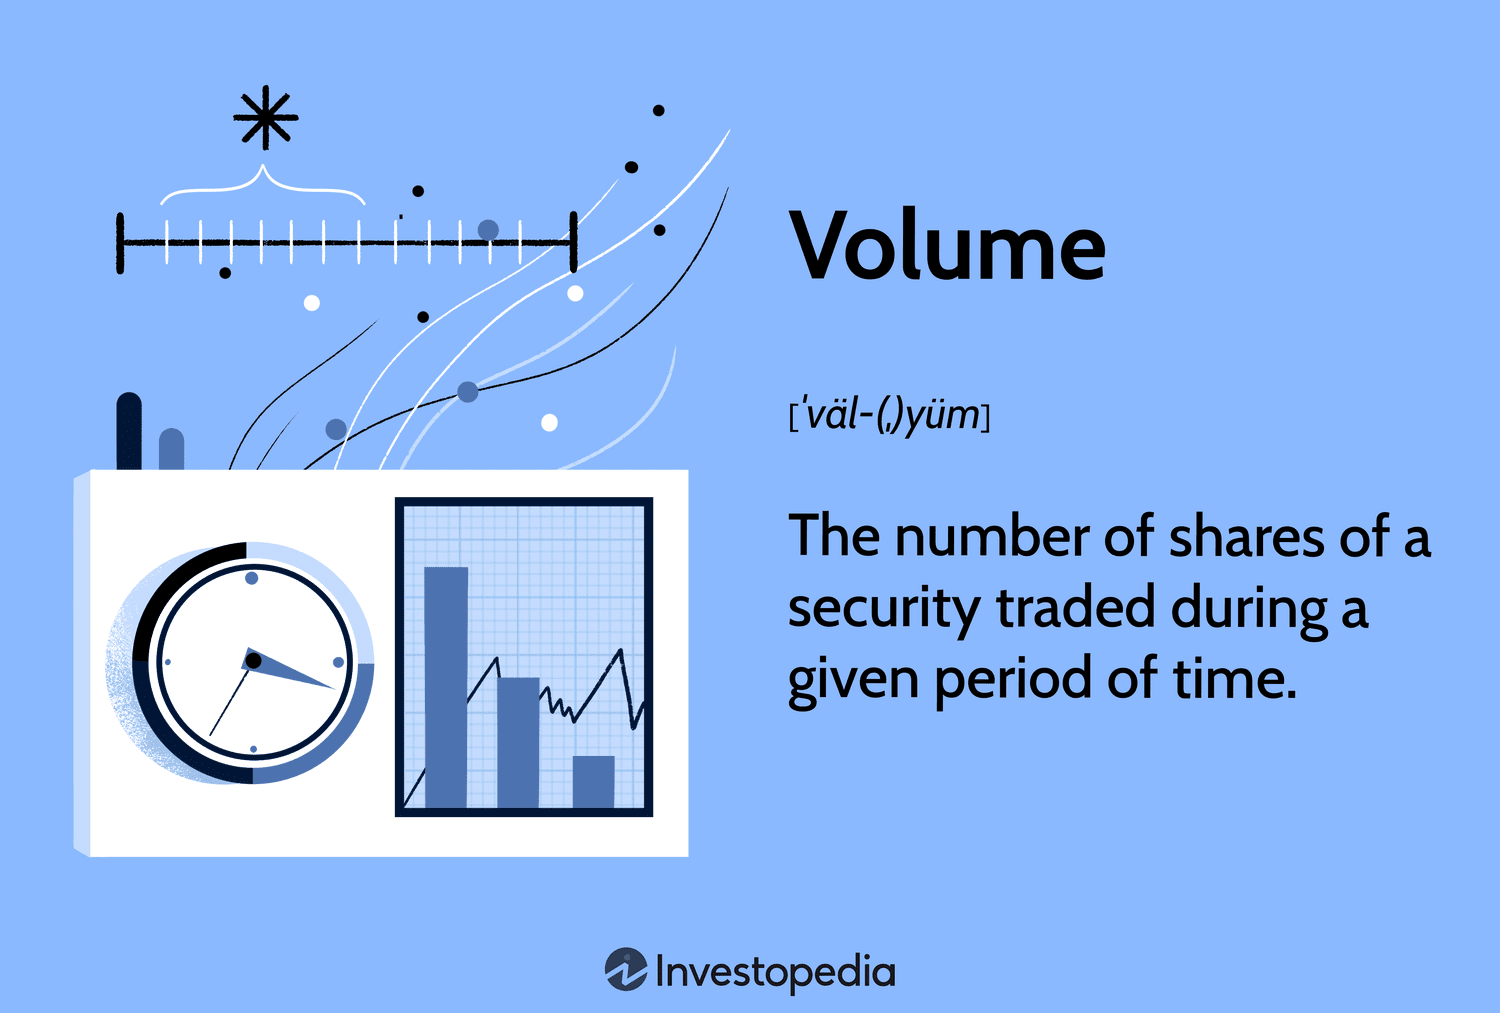 Volume
[ˈväl-(ˌ)yüm]
The number of shares of a
security traded during a
given period of time.
Investopedia